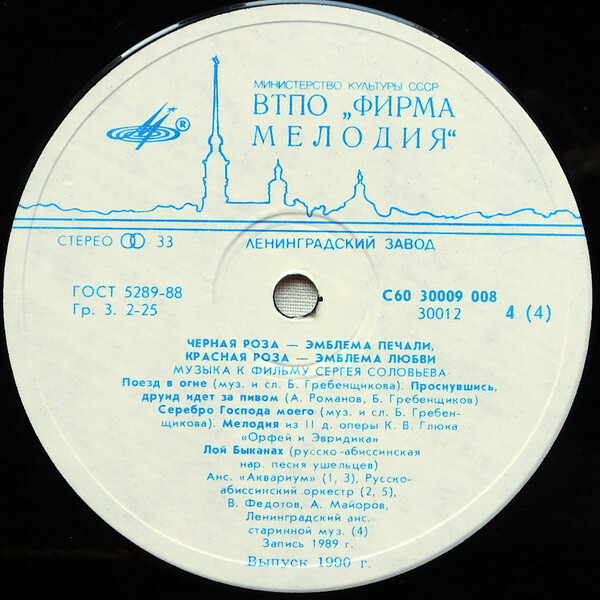 МИНИСТЕРСТВО КУЛЬТУРЫ СССР
ВТПО „ФИРМА
МЕЛОДИЯ“
®
СТЕРЕО 33
ЛЕНИНГРАДСКИЙ ЗАВОД
ГОСТ 5289-88
Гр. 3. 2-25
С60 30009 008
30012 4 (4)
ЧЕРНАЯ РОЗА — ЭМБЛЕМА ПЕЧАЛИ,
КРАСНАЯ РОЗА — ЭМБЛЕМА ЛЮБВИ
МУЗЫКА К ФИЛЬМУ СЕРГЕЯ СОЛОВЬЕВА
Поезд в огне (муз. и сл. Б. Гребенщикова). Проснувшись,
друид идет за пивом (А. Романов, Б. Гребенщиков)
Серебро Господа моего (муз. и сл. Б. Гребен-
щикова). Мелодия из II д. оперы К. В. Глюка
«Орфей и Эвридика»
Лой Быканах (русско-абиссинская
нар. песня ушельцев)
Анс. «Аквариум» (1, 3), Русско-
абиссинский оркестр (2, 5),
В. Федотов, А. Майоров,
Ленинградский анс.
старинной муз. (4)
Запись 1989 г.
Выпуск 1990 г.